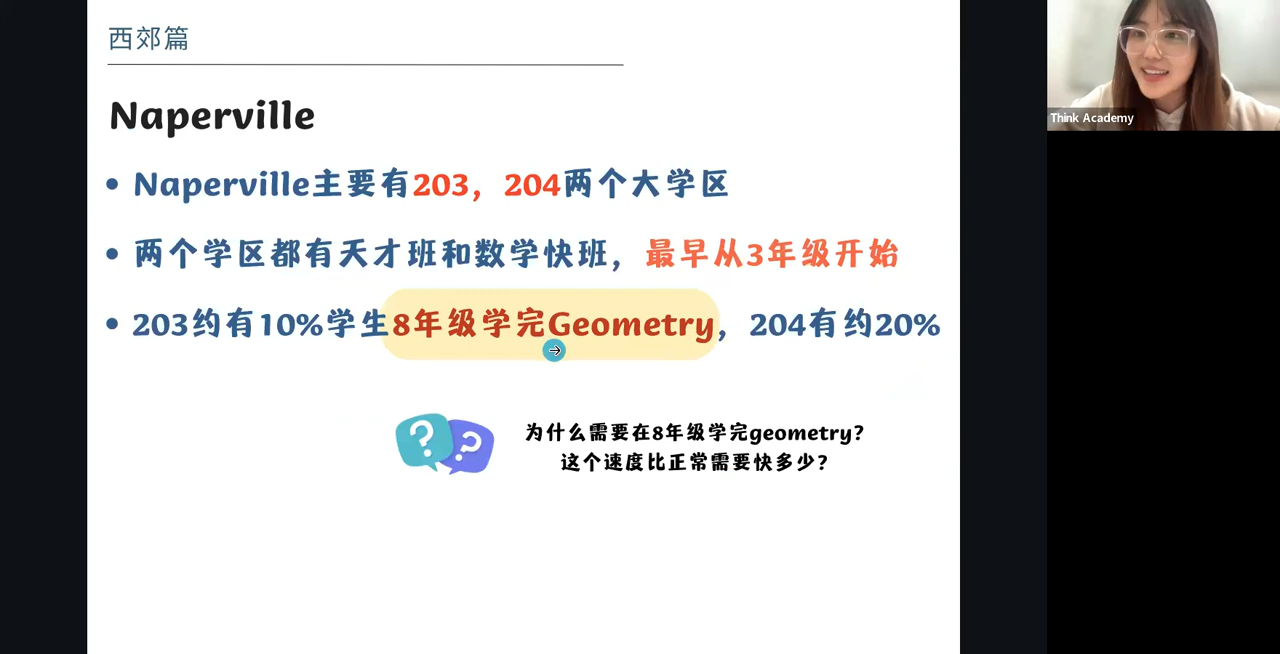 西郊篇
Naperville
• Naperville主要有203，204两个大学区
• 两个学区都有天才班和数学快班，最早从3年级开始
• 203约有10%学生8年级学完Geometry，204有约20%
为什么需要在8年级学完geometry？
这个速度比正常需要快多少？
Think Academy